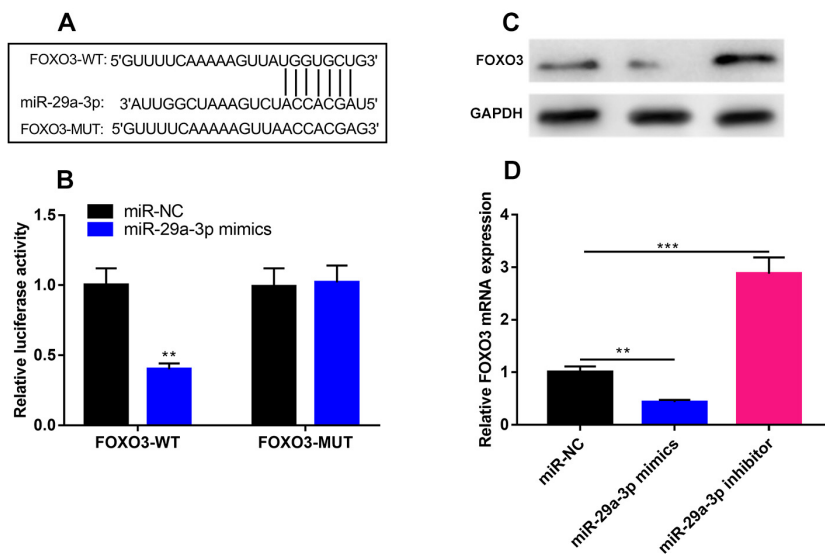 A
FOXO3-WT: 5'GUUUUCAAAAAGUUAUGGUGCUG3'
miR-29a-3p: 3'AUUGGCUAAAGUCUACCACGAU5'
FOXO3-MUT: 5'GUUUUCAAAAAGUUAACCACGAG3'
B
Relative luciferase activity
1.5
1.0
0.5
0.0
miR-NC
miR-29a-3p mimics
**
FOXO3-WT
FOXO3-MUT
C
FOXO3
GAPDH
D
Relative FOXO3 mRNA expression
4
3
2
1
0
***
**
miR-NC
miR-29a-3p mimics
miR-29a-3p inhibitor